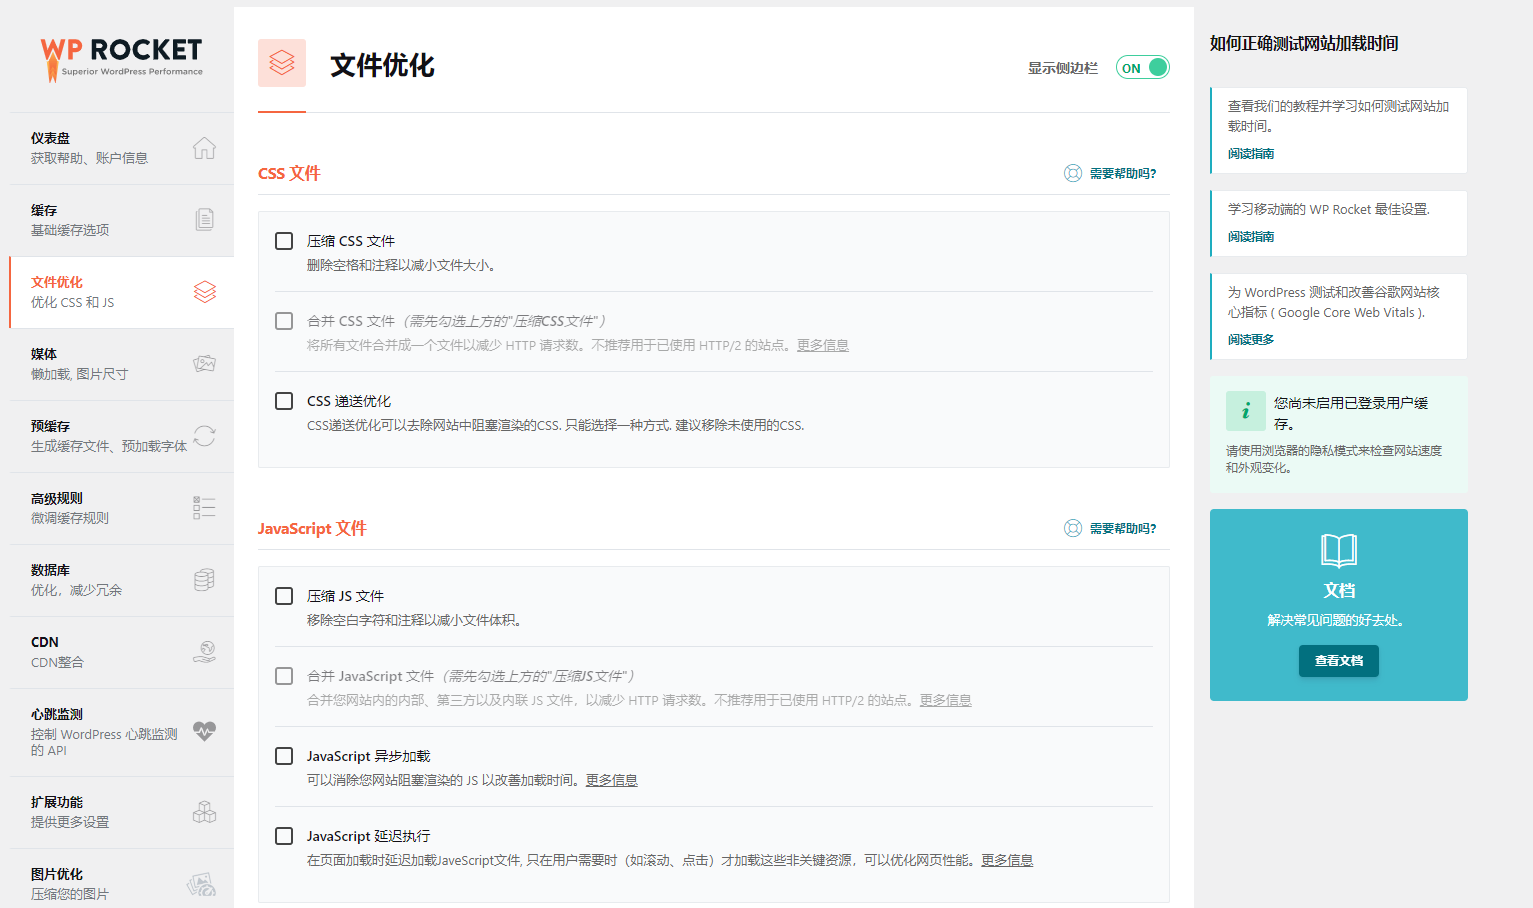 WP ROCKET
Superior WordPress Performance
仪表盘
获取帮助、账户信息
缓存
基础缓存选项
文件优化
优化 CSS 和 JS
媒体
懒加载, 图片尺寸
预缓存
生成缓存文件、预加载字体
高级规则
微调缓存规则
数据库
优化，减少冗余
CDN
CDN整合
心跳监测
控制 WordPress 心跳监测
的 API
扩展功能
提供更多设置
图片优化
压缩您的图片
文件优化
显示侧边栏
ON
CSS 文件
需要帮助吗?
压缩 CSS 文件
删除空格和注释以减小文件大小。
合并 CSS 文件（需先勾选上方的"压缩CSS文件"）
将所有文件合并成一个文件以减少 HTTP 请求数。不推荐用于已使用 HTTP/2 的站点。更多信息
CSS 递送优化
CSS递送优化可以去除网站中阻塞渲染的CSS. 只能选择一种方式. 建议移除未使用的CSS.
JavaScript 文件
需要帮助吗?
压缩 JS 文件
移除空白字符和注释以减小文件体积。
合并 JavaScript 文件（需先勾选上方的"压缩JS文件"）
合并您网站内的内部、第三方以及内联 JS 文件，以减少 HTTP 请求数。不推荐用于已使用 HTTP/2 的站点。更多信息
JavaScript 异步加载
可以消除您网站阻塞渲染的 JS 以改善加载时间。更多信息
JavaScript 延迟执行
在页面加载时延迟加载JaveScript文件, 只在用户需要时（如滚动、点击）才加载这些非关键资源，可以优化网页性能。更多信息
如何正确测试网站加载时间
查看我们的教程并学习如何测试网站加
载时间。
阅读指南
学习移动端的 WP Rocket 最佳设置.
阅读指南
为 WordPress 测试和改善谷歌网站核
心指标 ( Google Core Web Vitals ).
阅读更多
i
您尚未启用已登录用户缓
存。
请使用浏览器的隐私模式来检查网站速度
和外观变化。
文档
解决常见问题的好去处。
查看文档